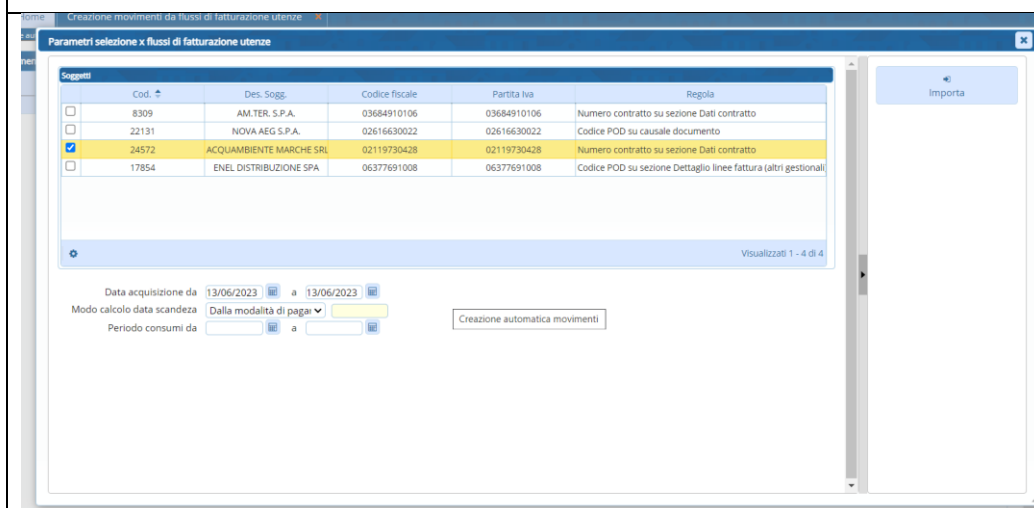 Home Creazione movimenti da flussi di fatturazione utenze
Parametri selezione x flussi di fatturazione utenze
Soggetti
Cod. Des. Sogg. Codice fiscale Partita Iva Regola
8309 AM.TER. S.P.A. 03684910106 03684910106 Numero contratto su sezione Dati contratto
22131 NOVA AEG S.P.A. 02616630022 02616630022 Codice POD su causale documento
24572 ACQUAMBIENTE MARCHE SRL 02119730428 02119730428 Numero contratto su sezione Dati contratto
17854 ENEL DISTRIBUZIONE SPA 06377691008 06377691008 Codice POD su sezione Dettaglio linee fattura (altri gestionali
Visualizzati 1 - 4 di 4
Importa
Data acquisizione da 13/06/2023 a 13/06/2023
Modo calcolo data scandeza Dalla modalità di pagar
Periodo consumi da a
Creazione automatica movimenti